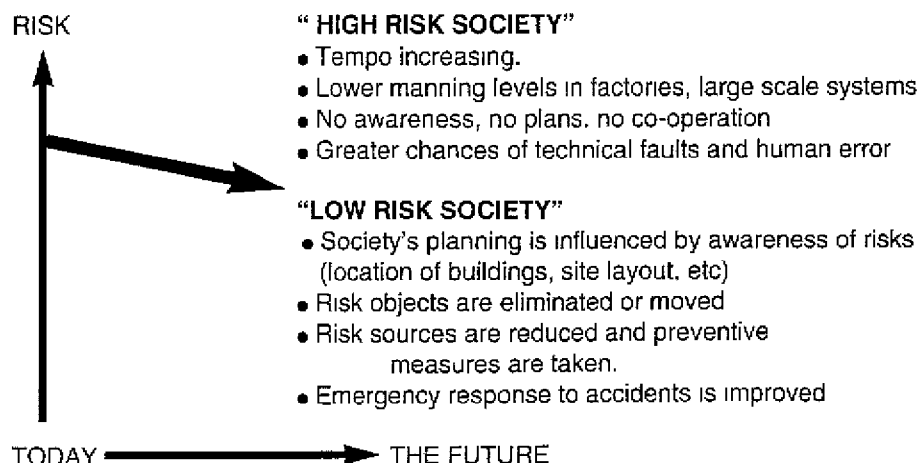 RISK
“ HIGH RISK SOCIETY”
• Tempo increasing.
• Lower manning levels in factories, large scale systems
• No awareness, no plans. no co-operation
• Greater chances of technical faults and human error
“LOW RISK SOCIETY”
• Society’s planning is influenced by awareness of risks
(location of buildings, site layout. etc)
• Risk objects are eliminated or moved
• Risk sources are reduced and preventive
measures are taken.
• Emergency response to accidents is improved
TODAY
THE FUTURE